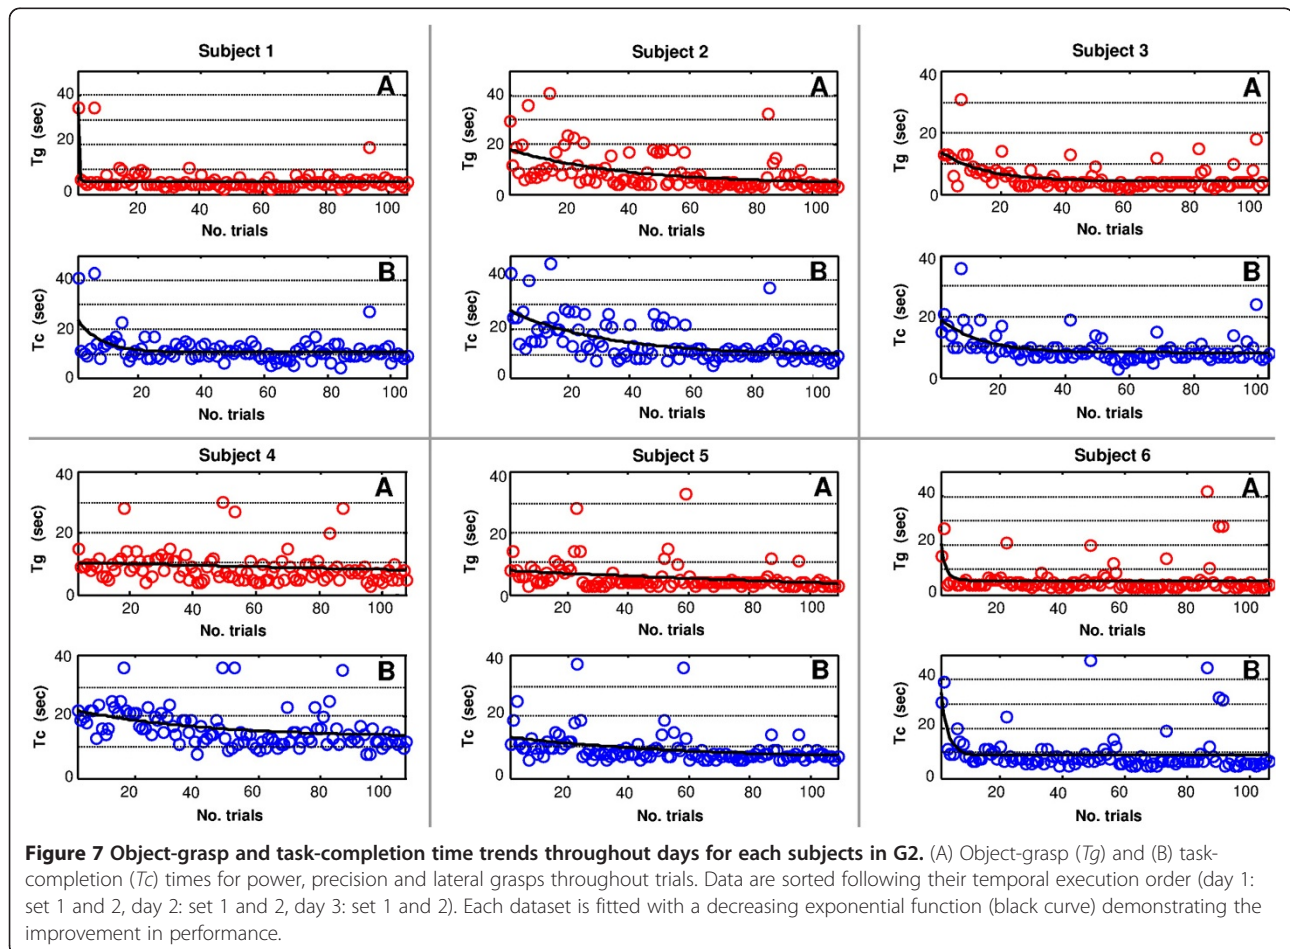 Subject 1
A
Tg (sec)
40
20
0
20 40 60 80 100
No. trials
B
Tc (sec)
40
20
0
20 40 60 80 100
No. trials
Subject 2
A
Tg (sec)
40
20
0
20 40 60 80 100
No. trials
B
Tc (sec)
40
20
0
20 40 60 80 100
No. trials
Subject 3
A
Tg (sec)
40
20
0
20 40 60 80 100
No. trials
B
Tc (sec)
40
20
0
20 40 60 80 100
No. trials
Subject 4
A
Tg (sec)
40
20
0
20 40 60 80 100
No. trials
B
Tc (sec)
40
20
0
20 40 60 80 100
No. trials
Subject 5
A
Tg (sec)
40
20
0
20 40 60 80 100
No. trials
B
Tc (sec)
40
20
0
20 40 60 80 100
No. trials
Subject 6
A
Tg (sec)
40
20
0
20 40 60 80 100
No. trials
B
Tc (sec)
40
20
0
20 40 60 80 100
No. trials
Figure 7 Object-grasp and task-completion time trends throughout days for each subjects in G2. (A) Object-grasp (Tg) and (B) task-
completion (Tc) times for power, precision and lateral grasps throughout trials. Data are sorted following their temporal execution order (day 1:
set 1 and 2, day 2: set 1 and 2, day 3: set 1 and 2). Each dataset is fitted with a decreasing exponential function (black curve) demonstrating the
improvement in performance.